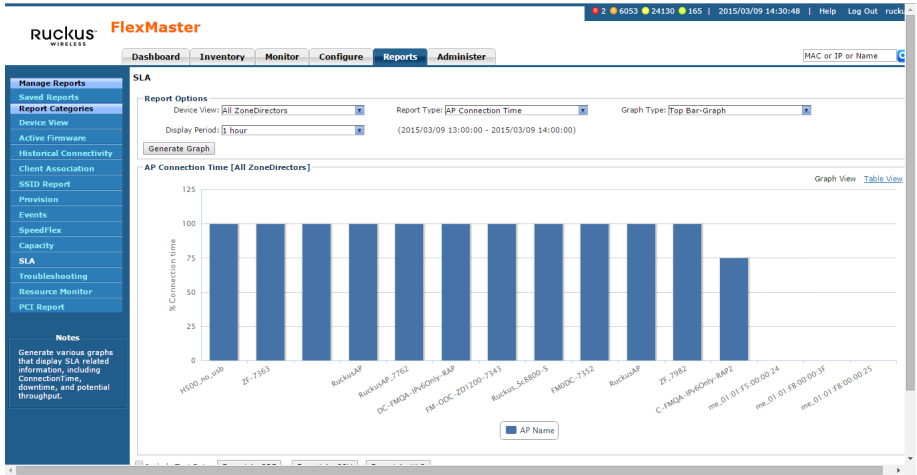 2 6053 24130 165 | 2015/03/09 14:30:48 | Help Log Out
Ruckus WIRELESS
FlexMaster
Dashboard Inventory Monitor Configure Reports Administer
MAC or IP or Name
Manage Reports
Saved Reports
Report Categories
Device View
Active Firmware
Historical Connectivity
Client Association
SSID Report
Provision
Events
SpeedFlex
Capacity
SLA
Troubleshooting
Resource Monitor
PCI Report
Notes
Generate various graphs
that display SLA related
information, including
ConnectionTime,
downtime, and potential
throughput.
SLA
Report Options
Device View: All ZoneDirectors Report Type: AP Connection Time Graph Type: Top Bar-Graph
Display Period: 1 hour (2015/03/09 13:00:00 - 2015/03/09 14:00:00)
Generate Graph
AP Connection Time [All ZoneDirectors]
Graph View Table View
% Connection time
125
100
75
50
25
0
H500_no_usb
ZF-7363
RuckusAP
RuckusAP_7762
DC-FMQA-IPv6Only-RAP
FM-ODC-ZD1200-7343
Ruckus_Sc8800-S
FMODC-7352
RuckusAP
ZF-7982
C-FMQA-IPv6Only-RAP2
me_01:01:F5:00:00:24
me_01:01:F8:00:00:3F
me_01:01:F8:00:00:25
AP Name